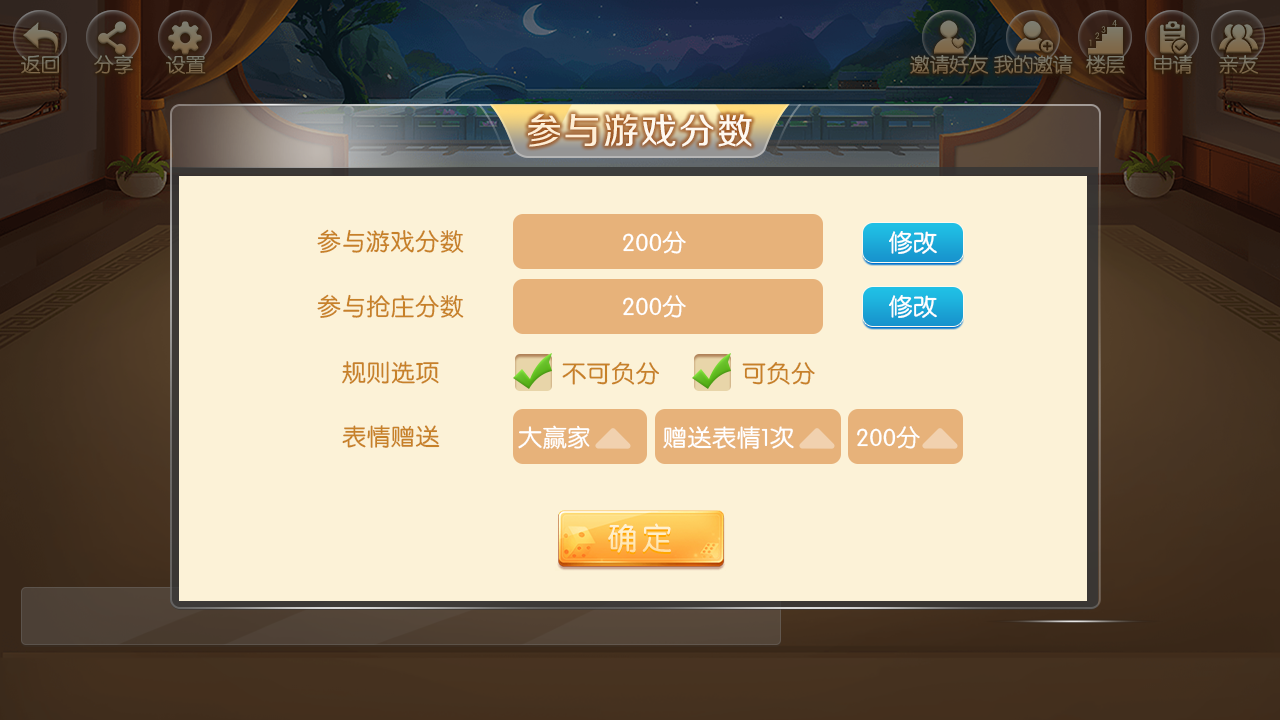 返回 分享 设置 邀请好友 我的邀请 楼层 申请 亲友
参与游戏分数
参与游戏分数 200分 修改
参与抢庄分数 200分 修改
规则选项 不可负分 可负分
表情赠送 大赢家 赠送表情1次 200分
确定